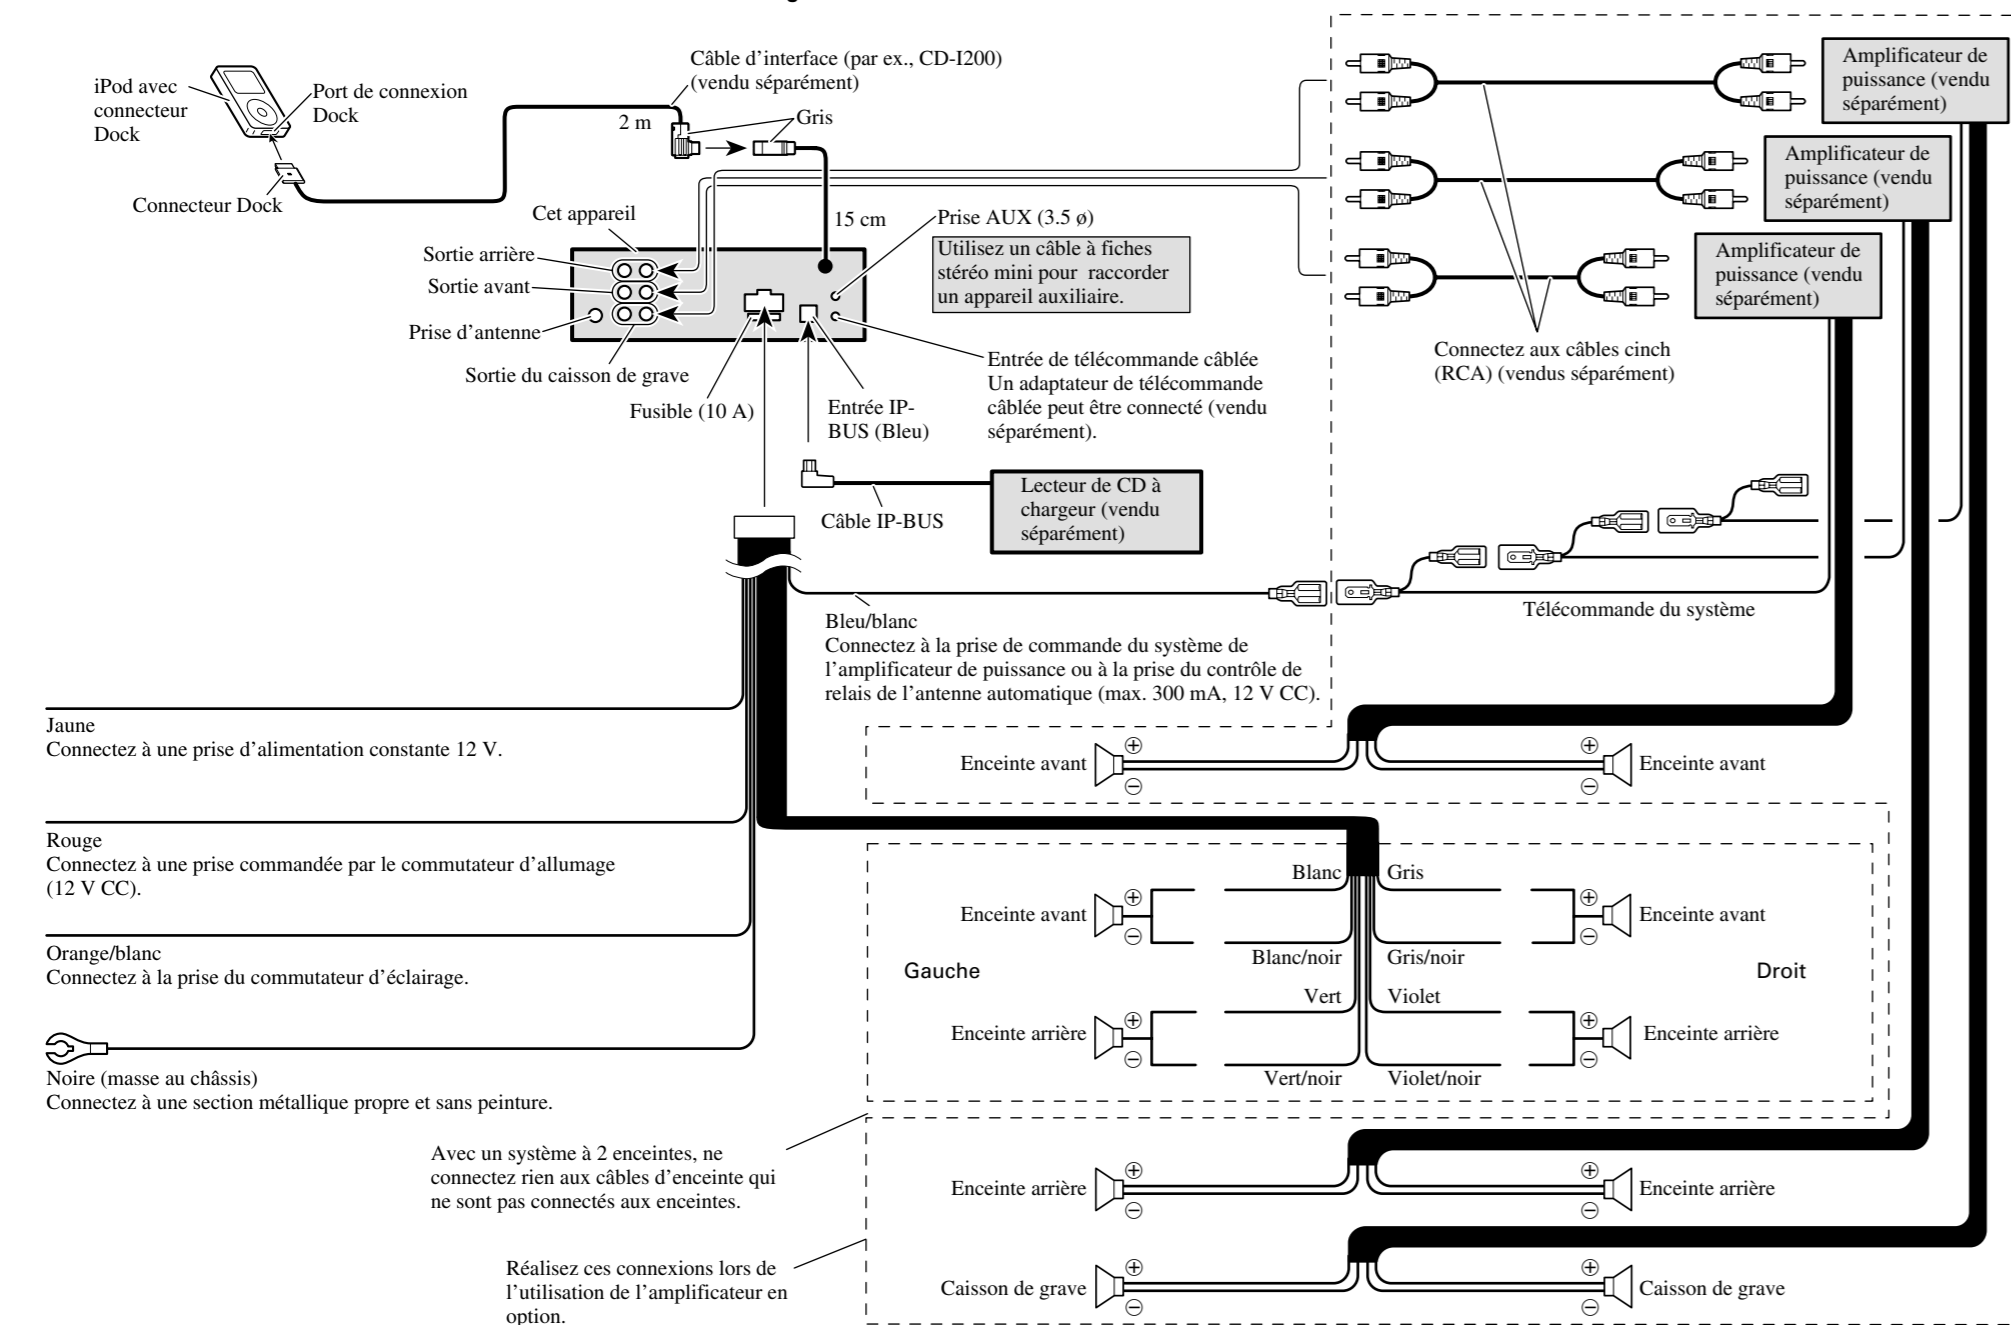 iPod avec
connecteur
Dock
Port de connexion
Dock
Connecteur Dock
Câble d’interface (par ex., CD-I200)
(vendu séparément)
2 m
Gris
15 cm
Cet appareil
Sortie arrière
Sortie avant
Prise d’antenne
Sortie du caisson de grave
Fusible (10 A)
Entrée IP-
BUS (Bleu)
Prise AUX (3.5 ø)
Utilisez un câble à fiches
stéréo mini pour raccorder
un appareil auxiliaire.
Entrée de télécommande câblée
Un adaptateur de télécommande
câblée peut être connecté (vendu
séparément).
Câble IP-BUS
Lecteur de CD à
chargeur (vendu
séparément)
Amplificateur de
puissance (vendu
séparément)
Amplificateur de
puissance (vendu
séparément)
Amplificateur de
puissance (vendu
séparément)
Connectez aux câbles cinch
(RCA) (vendus séparément)
Télécommande du système
Bleu/blanc
Connectez à la prise de commande du système de
l’amplificateur de puissance ou à la prise du contrôle de
relais de l’antenne automatique (max. 300 mA, 12 V CC).
Jaune
Connectez à une prise d’alimentation constante 12 V.
Rouge
Connectez à une prise commandée par le commutateur d’allumage
(12 V CC).
Orange/blanc
Connectez à la prise du commutateur d’éclairage.
Noire (masse au châssis)
Connectez à une section métallique propre et sans peinture.
Enceinte avant
⊕
⊖
⊕
⊖
Enceinte avant
Blanc
Gris
Enceinte avant
⊕
⊖
⊕
⊖
Enceinte avant
Blanc/noir
Gris/noir
Gauche
Droit
Vert
Violet
Enceinte arrière
⊕
⊖
⊕
⊖
Enceinte arrière
Vert/noir
Violet/noir
Avec un système à 2 enceintes, ne
connectez rien aux câbles d’enceinte qui
ne sont pas connectés aux enceintes.
Enceinte arrière
⊕
⊖
⊕
⊖
Enceinte arrière
Réalisez ces connexions lors de
l’utilisation de l’amplificateur en
option.
Caisson de grave
⊕
⊖
⊕
⊖
Caisson de grave